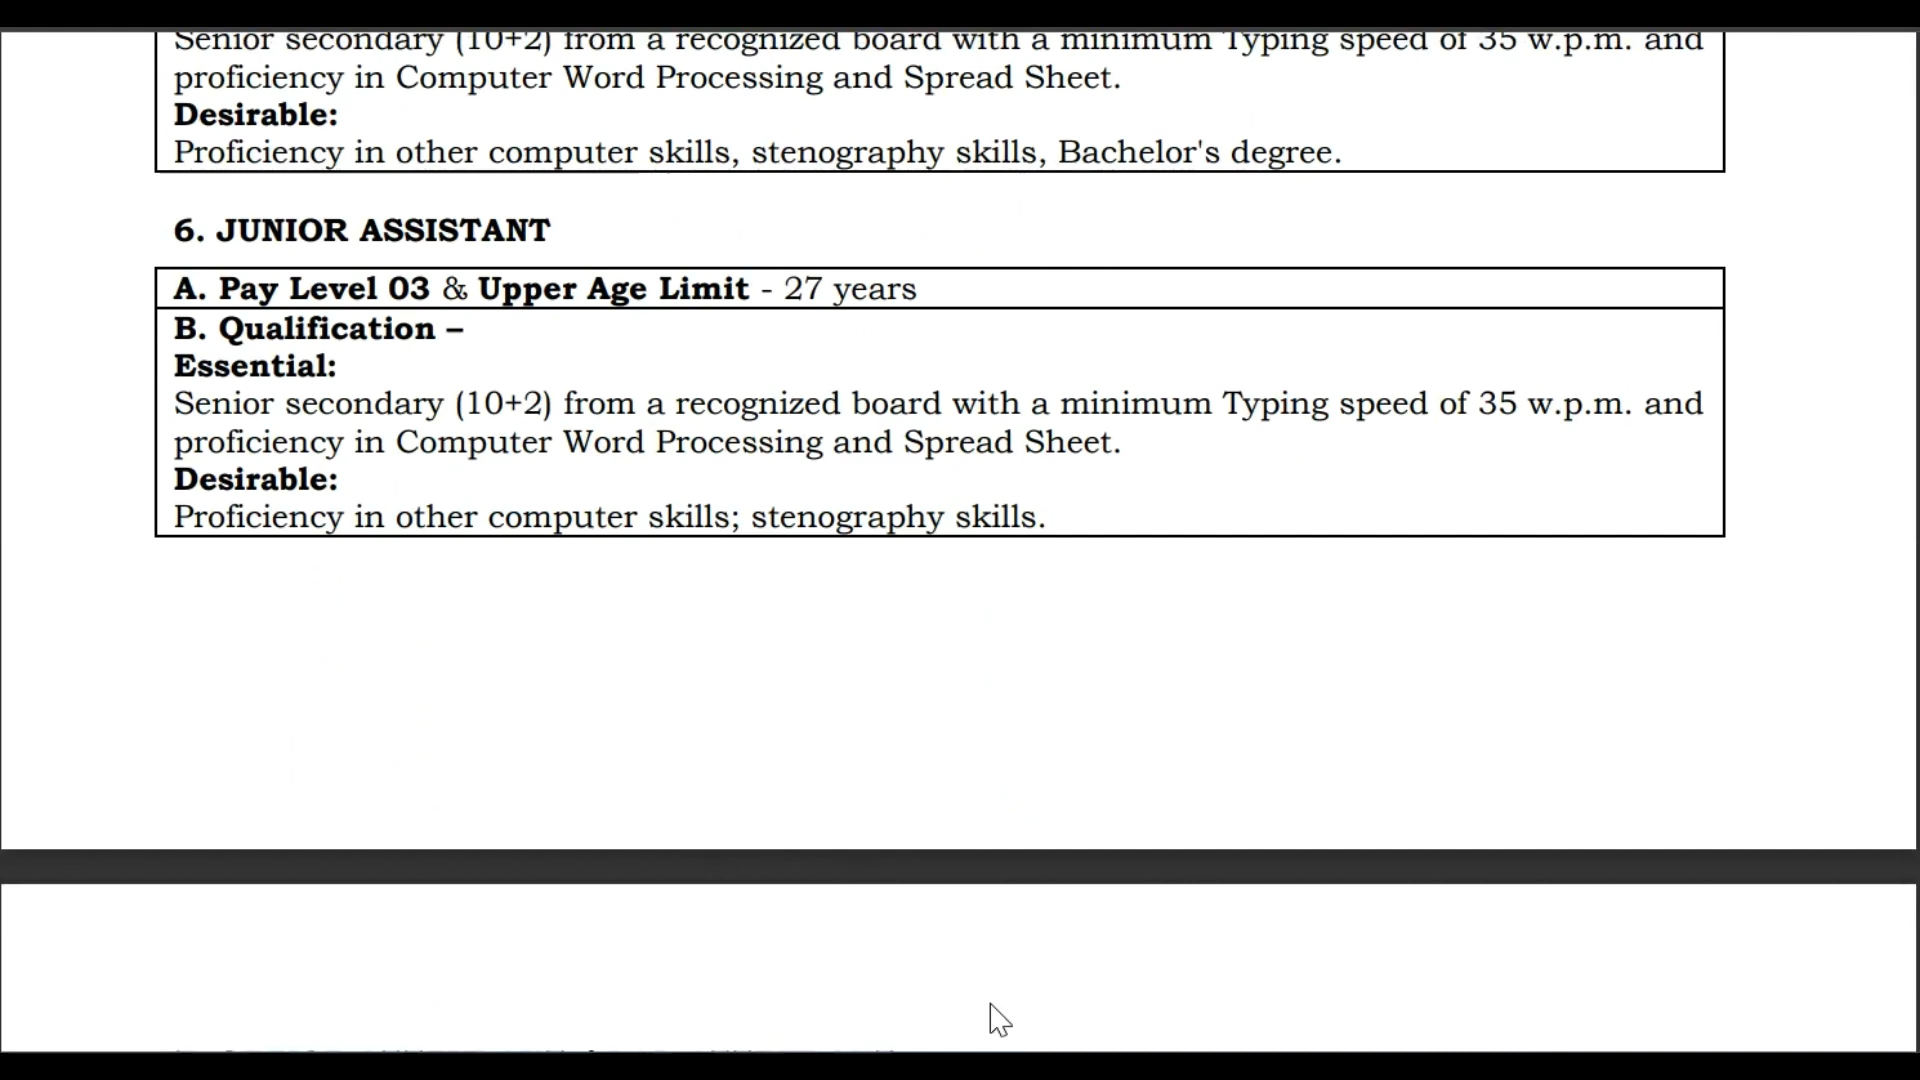 Senior secondary (10+2) from a recognized board with a minimum Typing speed of 35 w.p.m. and
proficiency in Computer Word Processing and Spread Sheet.
Desirable:
Proficiency in other computer skills, stenography skills, Bachelor's degree.
6. JUNIOR ASSISTANT
A. Pay Level 03 & Upper Age Limit - 27 years
B. Qualification –
Essential:
Senior secondary (10+2) from a recognized board with a minimum Typing speed of 35 w.p.m. and
proficiency in Computer Word Processing and Spread Sheet.
Desirable:
Proficiency in other computer skills; stenography skills.